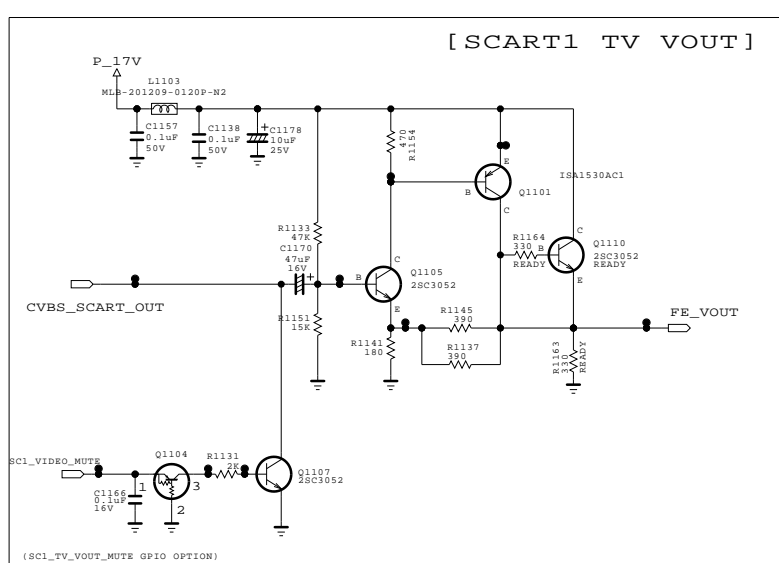 [SCART1 TV VOUT]
P_17V
L1103
MLB-201209-0120P-N2
C1157
0.1uF
50V
C1138
0.1uF
50V
C1178
10uF
25V
470
R1154
E
ISA1530AC1
B
Q1101
C
R1133
47K
C1170
47uF
16V
R1164
330
READY
B
C
Q1110
2SC3052
READY
E
C
B
Q1105
2SC3052
E
CVBS_SCART_OUT
R1151
15K
R1145
390
FE_VOUT
R1141
180
R1137
390
R1163
330
READY
SC1_VIDEO_MUTE
Q1104
R1131
2K
Q1107
2SC3052
C1166
0.1uF
16V
1
3
2
(SC1_TV_VOUT_MUTE GPIO OPTION)